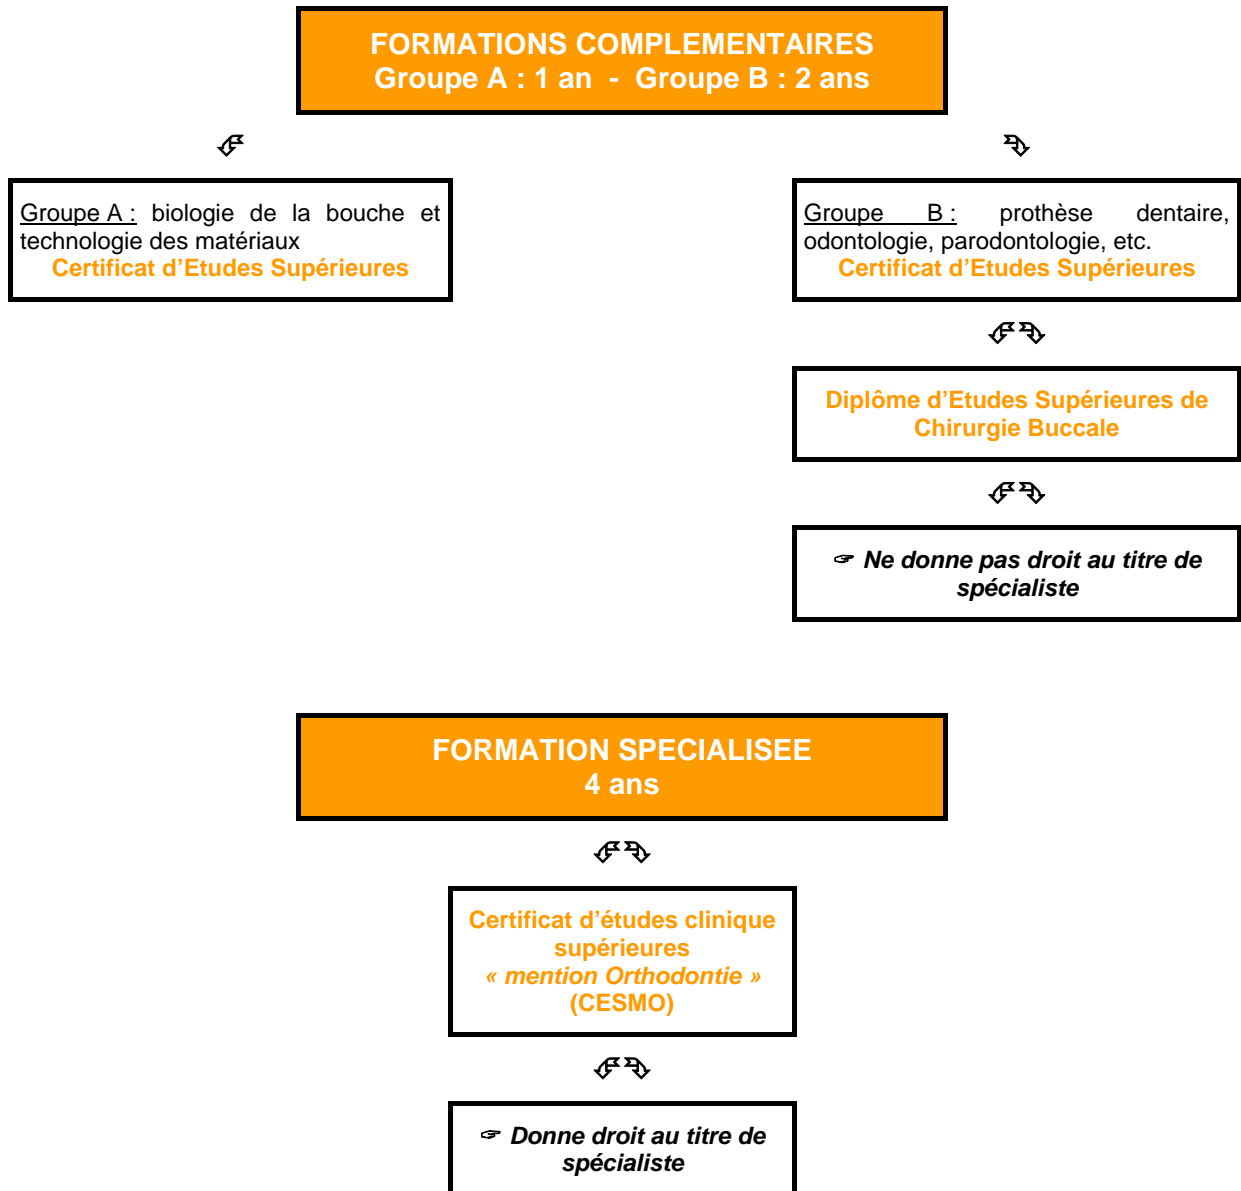 FORMATIONS COMPLEMENTAIRES
Groupe A : 1 an - Groupe B : 2 ans
Groupe A : biologie de la bouche et
technologie des matériaux
Certificat d'Etudes Supérieures
Groupe B : prothèse dentaire,
odontologie, parodontologie, etc.
Certificat d'Etudes Supérieures
Diplôme d'Etudes Supérieures de
Chirurgie Buccale
☞ Ne donne pas droit au titre de
spécialiste
FORMATION SPECIALISEE
4 ans
Certificat d'études clinique
supérieures
« mention Orthodontie »
(CESMO)
☞ Donne droit au titre de
spécialiste